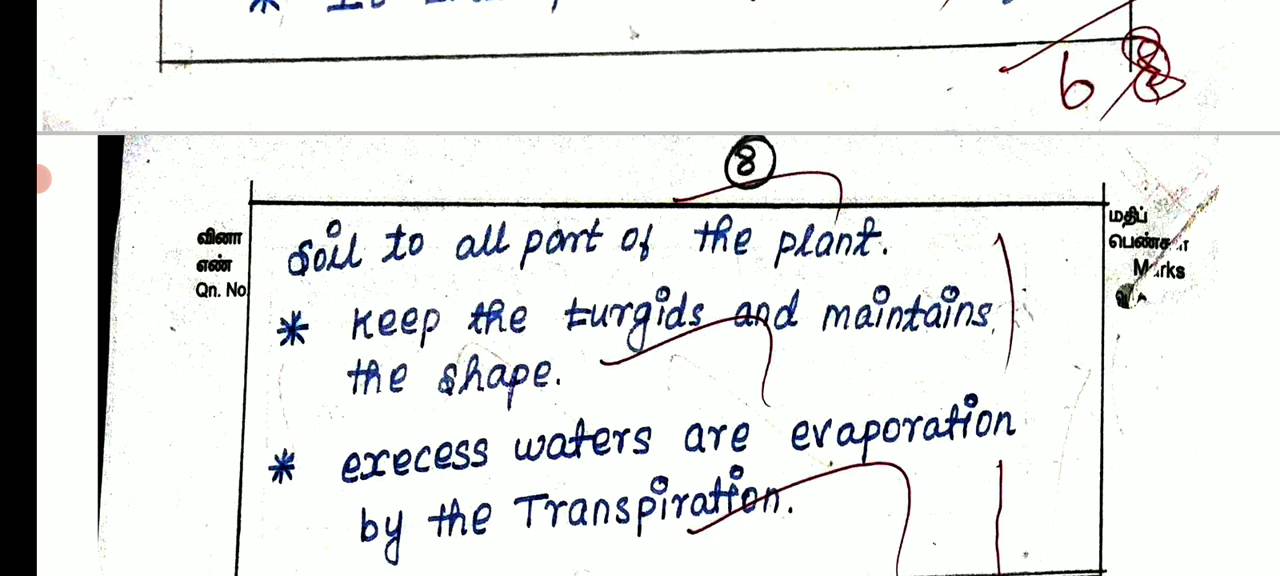 6
8
வினா
எண்
Qn. No
மதிப்
Marks
soil to all part of the plant.
* keep the turgids and maintains
the shape.
* execess waters are evaporation
by the Transpiration.